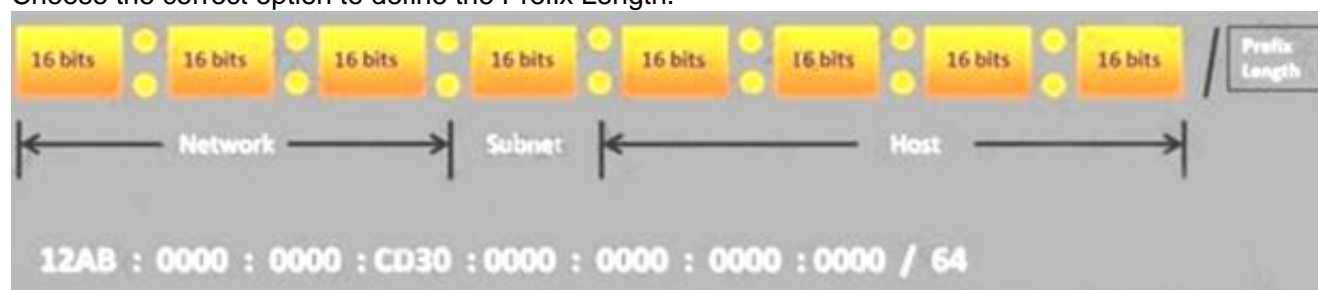 Choose the correct option to define the Prefix Length.
16 bits 16 bits 16 bits 16 bits 16 bits 16 bits 16 bits 16 bits / Prefix Length
Network Subnet Host
12AB : 0000 : 0000 : CD30 : 0000 : 0000 : 0000 : 0000 / 64